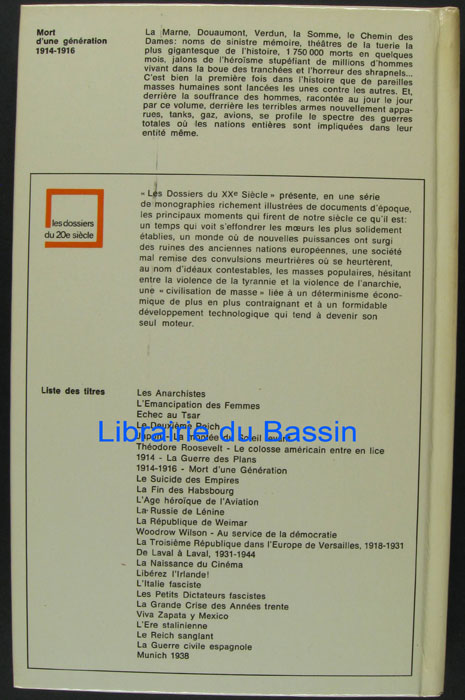 Mort
d'une génération
1914-1916
La Marne, Douaumont, Verdun, la Somme, le Chemin des
Dames: noms de sinistre mémoire, théâtres de la tuerie la
plus gigantesque de l'histoire, 1 750 000 morts en quelques
mois, jalons de l'héroïsme stupéfiant de millions d'hommes
vivant dans la boue des tranchées et l'horreur des shrapnels...
C'est bien la première fois dans l'histoire que de pareilles
masses humaines sont lancées les unes contre les autres. Et,
derrière la souffrance des hommes, racontée au jour le jour
par ce volume, derrière les terribles armes nouvellement appa-
rues, tanks, gaz, avions, se profile le spectre des guerres
totales où les nations entières sont impliquées dans leur
entité même.
les dossiers
du 20e siècle
« Les Dossiers du XXe Siècle » présente, en une série
de monographies richement illustrées de documents d'époque,
les principaux moments qui firent de notre siècle ce qu'il est:
un temps qui voit s'effondrer les mœurs les plus solidement
établies, un monde où de nouvelles puissances ont surgi
des ruines des anciennes nations européennes, une société
mal remise des convulsions meurtrières où se heurtèrent,
au nom d'idéaux contestables, les masses populaires, hésitant
entre la violence de la tyrannie et la violence de l'anarchie,
une « civilisation de masse » liée à un déterminisme écono-
mique de plus en plus contraignant et à un formidable
développement technologique qui tend à devenir son
seul moteur.
Liste des titres
Les Anarchistes
L'Emancipation des Femmes
Echec au Tsar
Le Deuxième Reich
Japon - La montée du Soleil levant
Théodore Roosevelt - Le colosse américain entre en lice
1914 - La Guerre des Plans
1914-1916 - Mort d'une Génération
Le Suicide des Empires
La Fin des Habsbourg
L'Age héroïque de l'Aviation
La Russie de Lénine
La République de Weimar
Woodrow Wilson - Au service de la démocratie
La Troisième République dans l'Europe de Versailles, 1918-1931
De Laval à Laval, 1931-1944
La Naissance du Cinéma
Libérez l'Irlande!
L'Italie fasciste
Les Petits Dictateurs fascistes
La Grande Crise des Années trente
Viva Zapata y Mexico
L'Ere stalinienne
Le Reich sanglant
La Guerre civile espagnole
Munich 1938
Librairie du Bassin